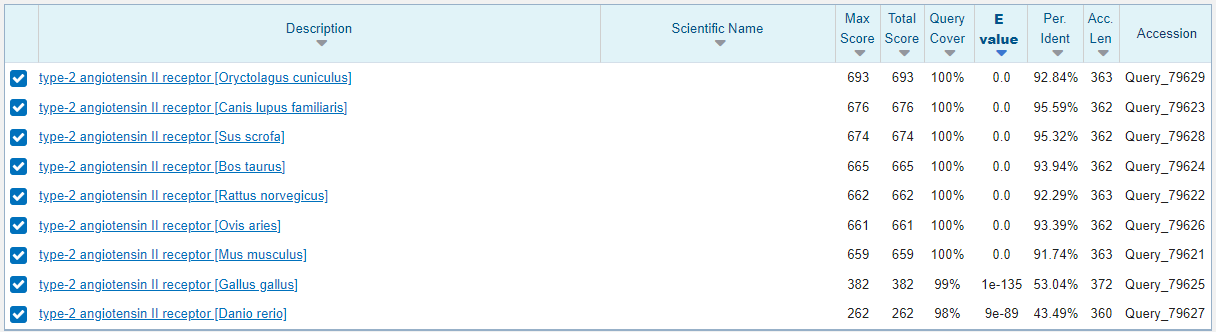 Description Scientific Name Max Score Total Score Query Cover E value Per. Ident Acc. Len Accession
type-2 angiotensin II receptor [Oryctolagus cuniculus] 693 693 100% 0.0 92.84% 363 Query_79629
type-2 angiotensin II receptor [Canis lupus familiaris] 676 676 100% 0.0 95.59% 362 Query_79623
type-2 angiotensin II receptor [Sus scrofa] 674 674 100% 0.0 95.32% 362 Query_79628
type-2 angiotensin II receptor [Bos taurus] 665 665 100% 0.0 93.94% 362 Query_79624
type-2 angiotensin II receptor [Rattus norvegicus] 662 662 100% 0.0 92.29% 363 Query_79622
type-2 angiotensin II receptor [Ovis aries] 661 661 100% 0.0 93.39% 362 Query_79626
type-2 angiotensin II receptor [Mus musculus] 659 659 100% 0.0 91.74% 363 Query_79621
type-2 angiotensin II receptor [Gallus gallus] 382 382 99% 1e-135 53.04% 372 Query_79625
type-2 angiotensin II receptor [Danio rerio] 262 262 98% 9e-89 43.49% 360 Query_79627